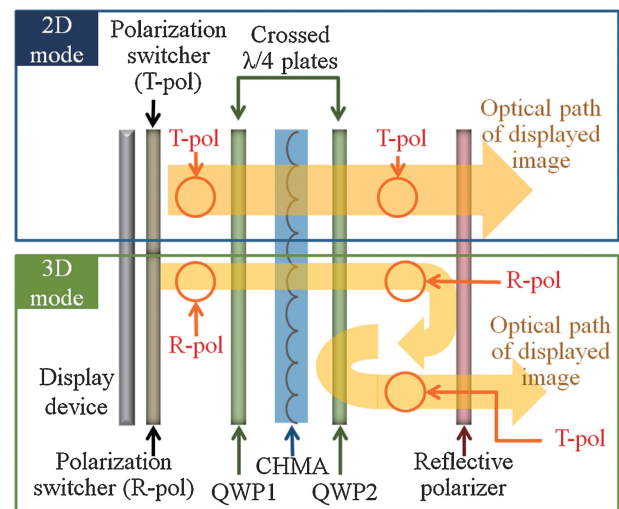 2D
mode
Polarization
switcher
(T-pol)
Crossed
λ/4 plates
Optical path
of displayed
image
T-pol
T-pol
3D
mode
R-pol
R-pol
Optical path
of displayed
image
Display
device
T-pol
Polarization
switcher (R-pol)
QWP1
CHMA
QWP2
Reflective
polarizer